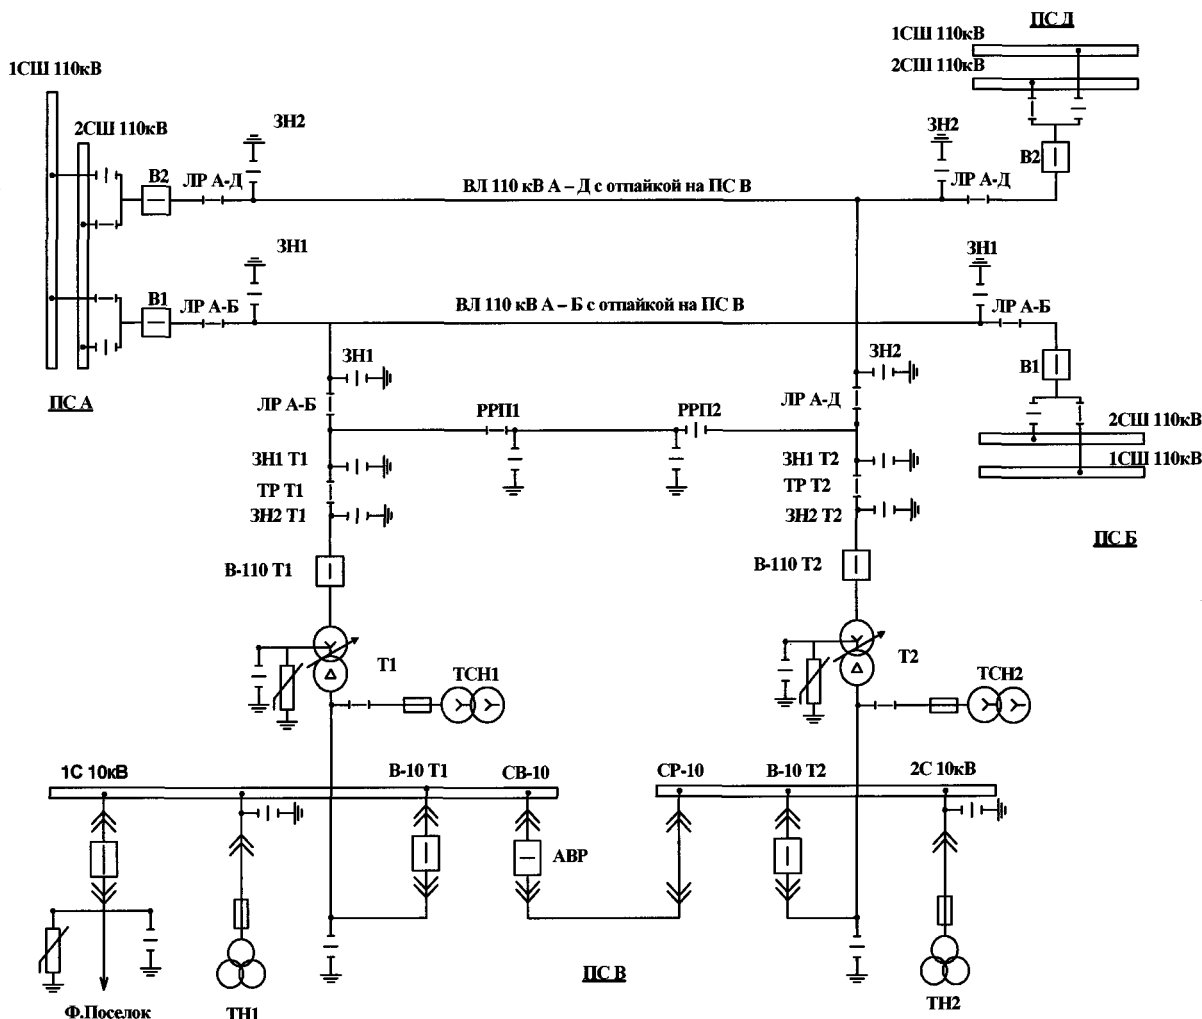 ПС Д
1СШ 110кВ
2СШ 110кВ
1СШ 110кВ
2СШ 110кВ
ЗН2
ЗН2
В2
В2
ЛР А-Д
ВЛ 110 кВ А – Д с отпайкой на ПС В
ЛР А-Д
ЗН1
ЗН1
В1
ЛР А-Б
ВЛ 110 кВ А – Б с отпайкой на ПС В
ЛР А-Б
ЗН1
ЗН2
В1
ПС А
ЛР А-Б
РРП1
РРП2
ЛР А-Д
2СШ 110кВ
1СШ 110кВ
ЗН1 Т1
ЗН1 Т2
ТР Т1
ТР Т2
ЗН2 Т1
ЗН2 Т2
ПС Б
В-110 Т1
В-110 Т2
Т1
Т2
ТСН1
ТСН2
1С 10кВ
В-10 Т1
СВ-10
СР-10
В-10 Т2
2С 10кВ
АВР
ПС В
Ф.Поселок
ТН1
ТН2